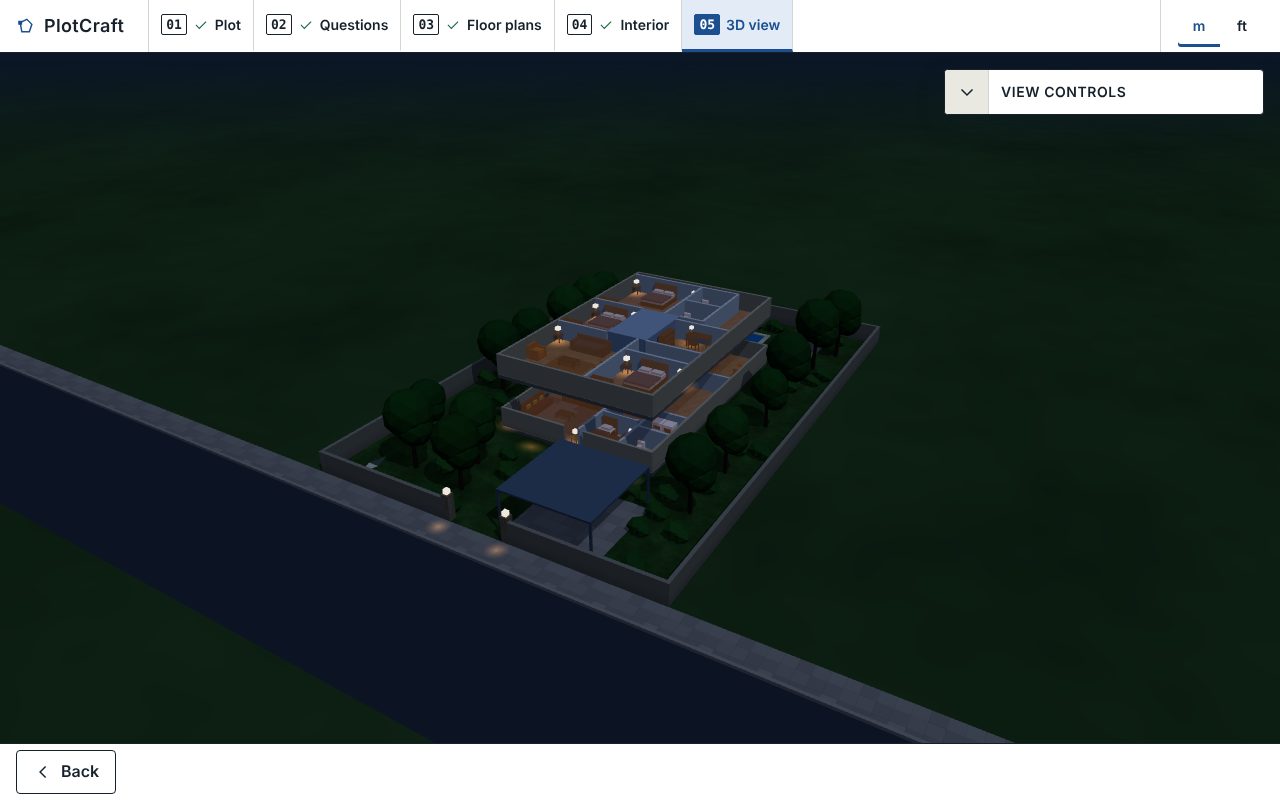 PlotCraft
01 Plot
02 Questions
03 Floor plans
04 Interior
05 3D view
m
ft
VIEW CONTROLS
Back